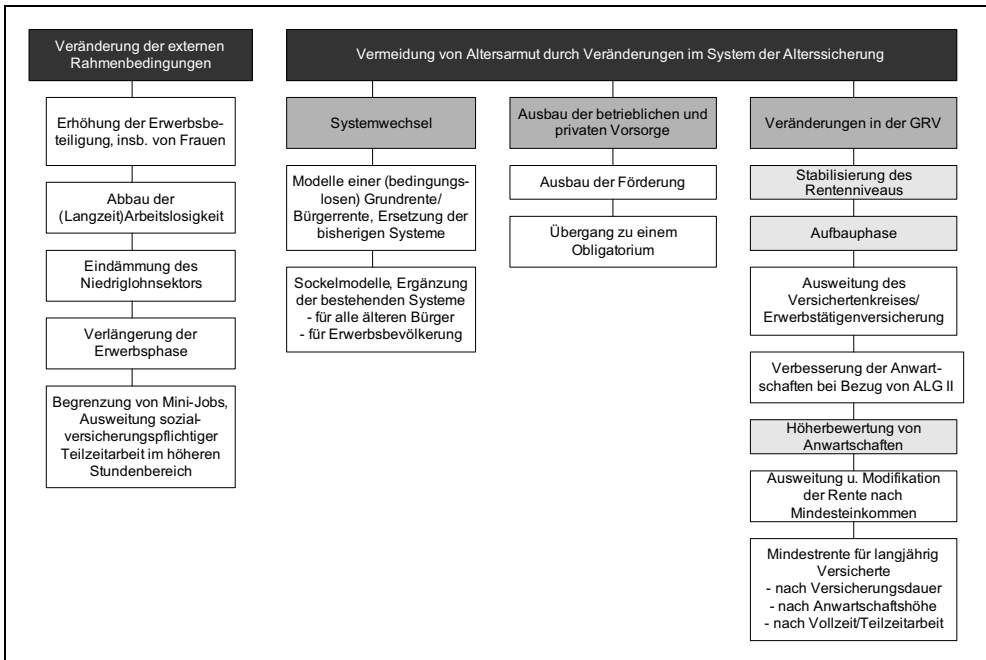 Veränderung der externen
Rahmenbedingungen
Erhöhung der Erwerbsbe-
teiligung, insb. von Frauen
Abbau der
(Langzeit)Arbeitslosigkeit
Eindämmung des
Niedriglohnsektors
Verlängerung der
Erwerbsphase
Begrenzung von Mini-Jobs,
Ausweitung sozial-
versicherungspflichtiger
Teilzeitarbeit im höheren
Stundenbereich
Vermeidung von Altersarmut durch Veränderungen im System der Alterssicherung
Systemwechsel
Modelle einer (bedingungs-
losen) Grundrente/
Bürgerrente, Ersetzung der
bisherigen Systeme
Sockelmodelle, Ergänzung
der bestehenden Systeme
- für alle älteren Bürger
- für Erwerbsbevölkerung
Ausbau der betrieblichen und
privaten Vorsorge
Ausbau der Förderung
Übergang zu einem
Obligatorium
Veränderungen in der GRV
Stabilisierung des
Rentenniveaus
Aufbauphase
Ausweitung des
Versichertenkreises/
Erwerbstätigenversicherung
Verbesserung der Anwart-
schaften bei Bezug von ALG II
Höherbewertung von
Anwartschaften
Ausweitung u. Modifikation
der Rente nach
Mindesteinkommen
Mindestrente für langjährig
Versicherte
- nach Versicherungsdauer
- nach Anwartschaftshöhe
- nach Vollzeit/Teilzeitarbeit